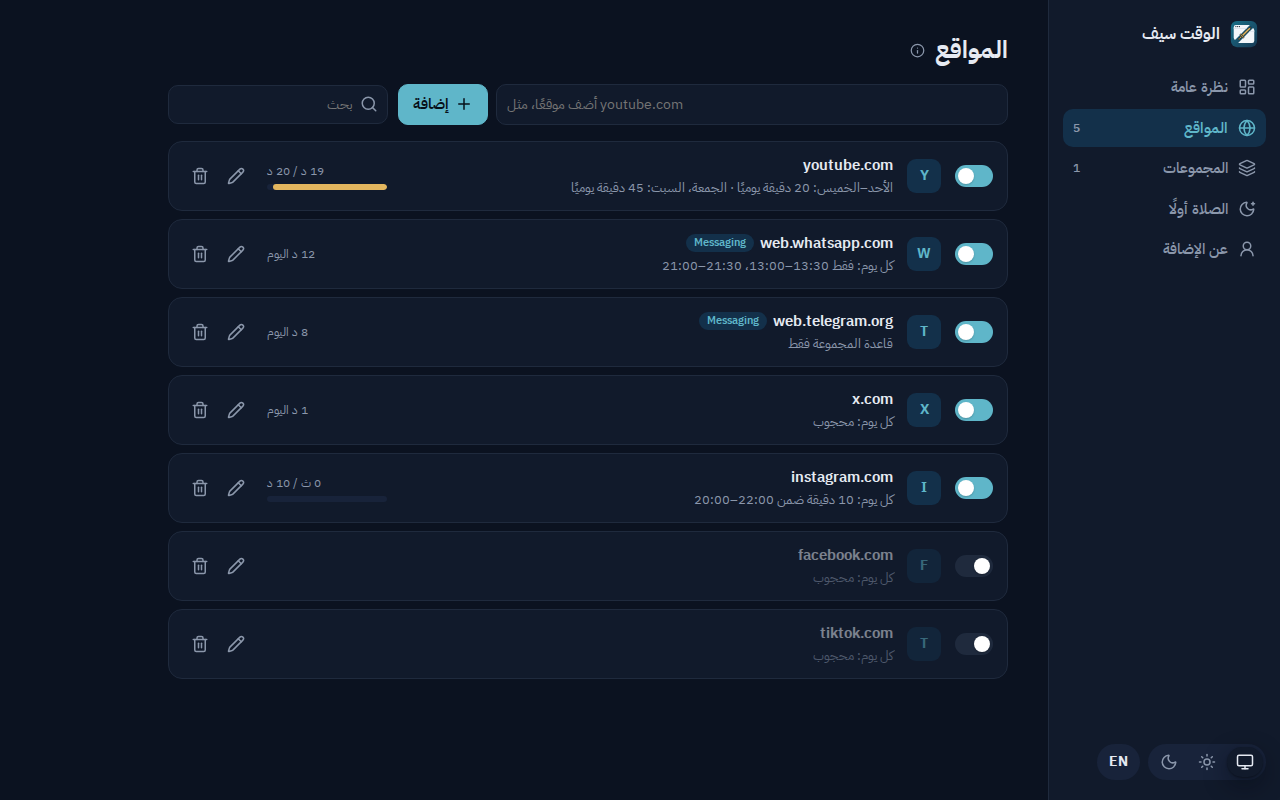 الوقت سيف
نظرة عامة
المواقع 5
المجموعات 1
الصلاة أولًا
عن الإضافة
EN
المواقع
أضف موقعًا، مثل youtube.com
إضافة
بحث
Y
youtube.com
الأحد–الخميس: 20 دقيقة يوميًا · الجمعة، السبت: 45 دقيقة يوميًا
19 د / 20 د
W
web.whatsapp.com Messaging
كل يوم: فقط 13:00–13:30، 21:00–21:30
12 د اليوم
T
web.telegram.org Messaging
قاعدة المجموعة فقط
8 د اليوم
X
x.com
كل يوم: محجوب
1 د اليوم
I
instagram.com
كل يوم: 10 دقيقة ضمن 20:00–22:00
0 ث / 10 د
F
facebook.com
كل يوم: محجوب
T
tiktok.com
كل يوم: محجوب